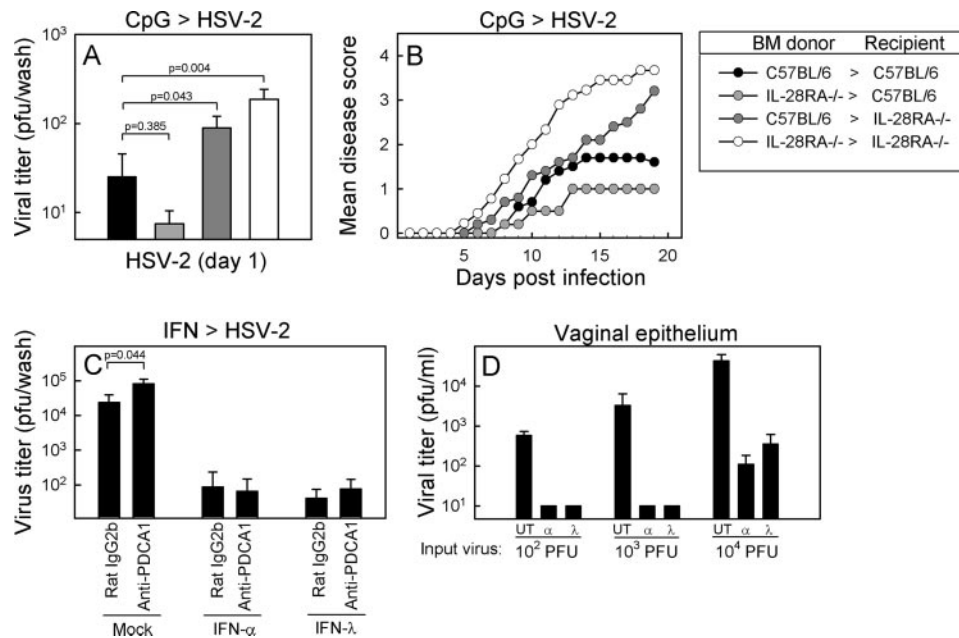 CpG > HSV-2
A
Viral titer (pfu/wash)
10³
10²
10¹
p=0.004
p=0.043
p=0.385
HSV-2 (day 1)
CpG > HSV-2
B
Mean disease score
4
3
2
1
0
5 10 15 20
Days post infection
BM donor Recipient
C57BL/6 > C57BL/6
IL-28RA-/- > C57BL/6
C57BL/6 > IL-28RA-/-
IL-28RA-/- > IL-28RA-/-
IFN > HSV-2
C
Virus titer (pfu/wash)
10⁵
10⁴
10⁴
10²
p=0.044
Rat IgG2b
Anti-PDCA1
Rat IgG2b
Anti-PDCA1
Rat IgG2b
Anti-PDCA1
Mock IFN-α IFN-λ
Vaginal epithelium
D
Viral titer (pfu/ml)
10⁴
10³
10²
10¹
UT α λ UT α λ UT α λ
Input virus: 10² PFU 10³ PFU 10⁴ PFU